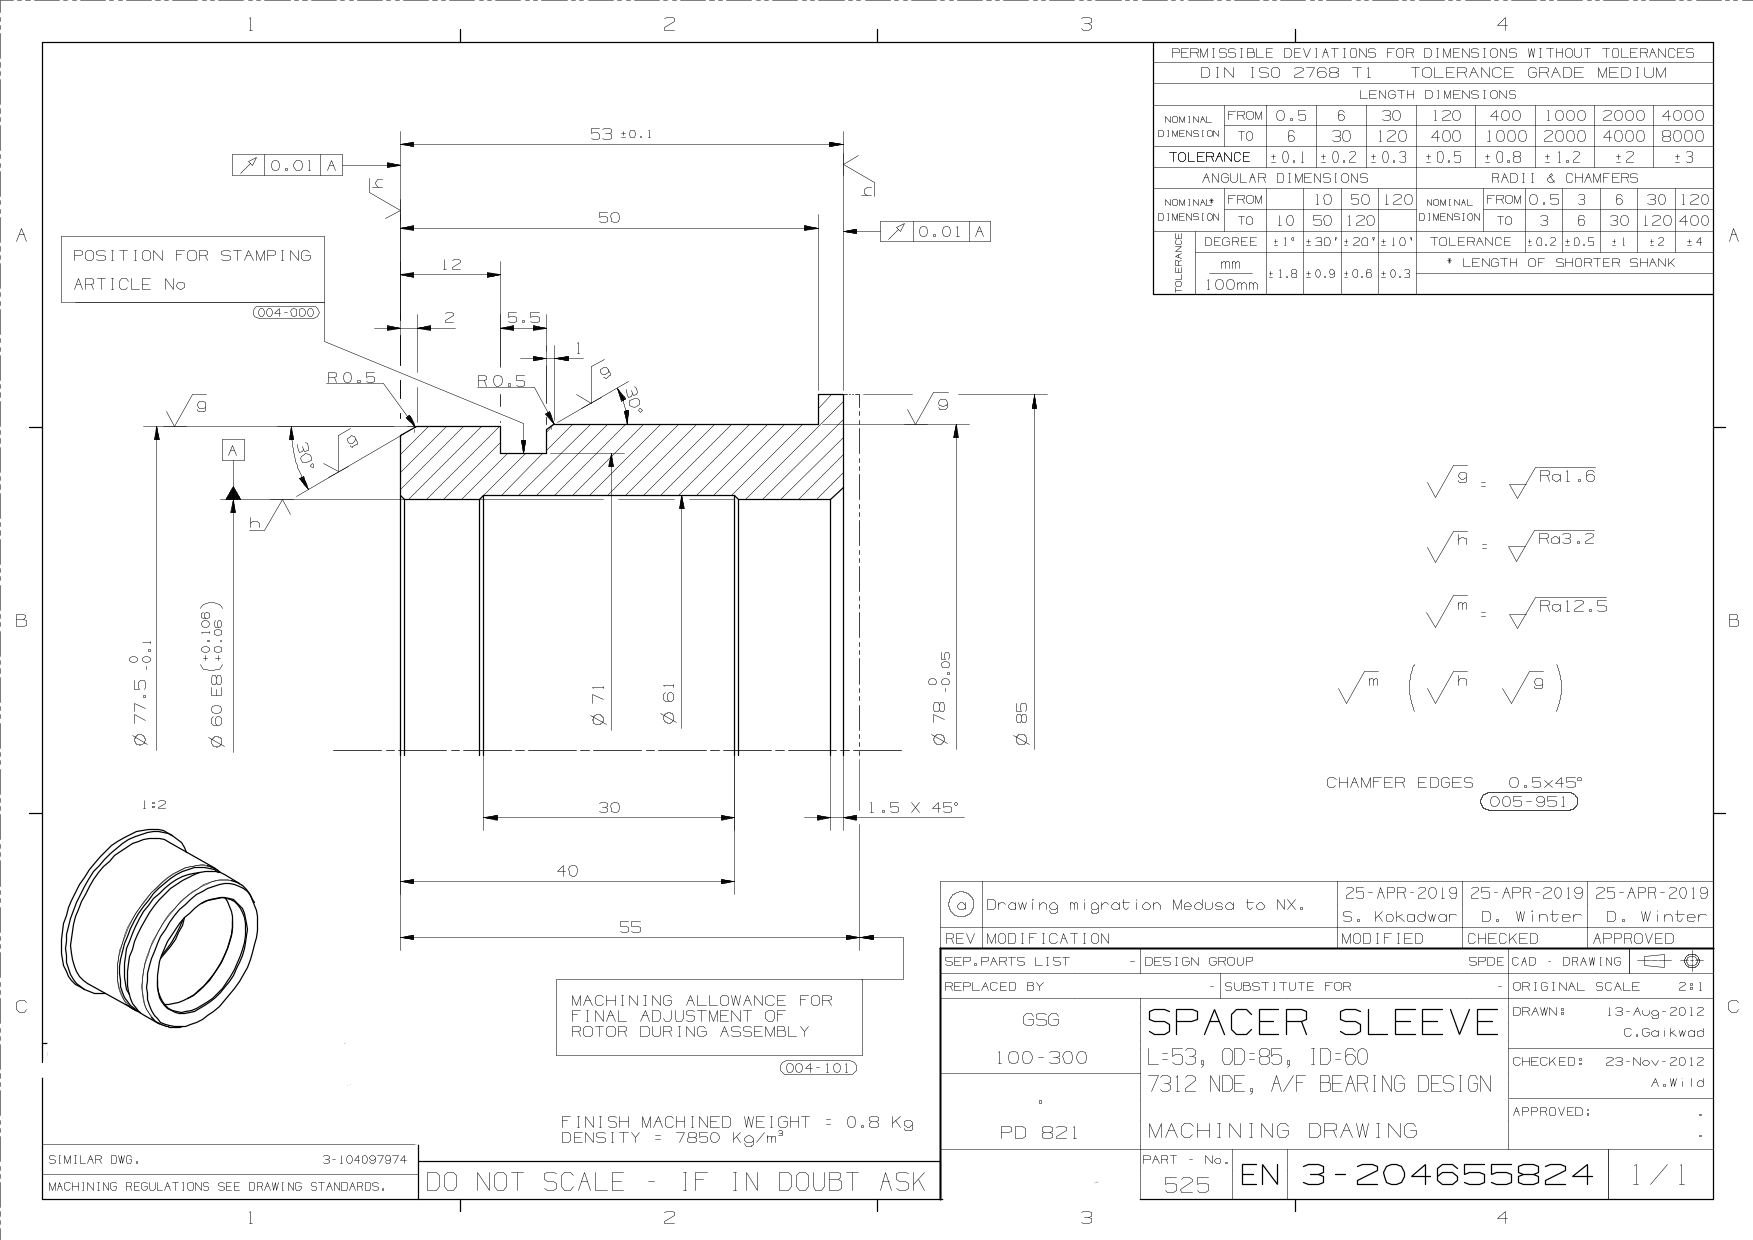 1 2 3 4
PERMISSIBLE DEVIATIONS FOR DIMENSIONS WITHOUT TOLERANCES
DIN ISO 2768 T1 TOLERANCE GRADE MEDIUM
LENGTH DIMENSIONS
NOMINAL DIMENSION FROM 0.5 6 30 120 400 1000 2000 4000
TO 6 30 120 400 1000 2000 4000 8000
TOLERANCE ±0.1 ±0.2 ±0.3 ±0.5 ±0.8 ±1.2 ±2 ±3
ANGULAR DIMENSIONS RADII & CHAMFERS
NOMINAL* DIMENSION FROM 10 50 120 NOMINAL DIMENSION FROM 0.5 3 6 30 120
TO 10 50 120 TO 3 6 30 120 400
TOLERANCE DEGREE ±1° ±30' ±20' ±10' TOLERANCE ±0.2 ±0.5 ±1 ±2 ±4
mm
100mm ±1.8 ±0.9 ±0.6 ±0.3
* LENGTH OF SHORTER SHANK
53 ±0.1
0.01 A
h
h
50
0.01 A
A
A
POSITION FOR STAMPING
ARTICLE No
004-000
12
2
5.5
1
R0.5
R0.5
g
30°
g
g
g
30°
A
h
Ø 77.5 0 -0.1
Ø 60 E8 (+0.106 +0.06)
Ø 71
Ø 61
Ø 78 0 -0.05
Ø 85
g = Ra1.6
h = Ra3.2
m = Ra12.5
m ( h g )
B
B
CHAMFER EDGES 0.5x45°
005-951
1:2
30
1.5 X 45°
40
55
MACHINING ALLOWANCE FOR
FINAL ADJUSTMENT OF
ROTOR DURING ASSEMBLY
004-101
FINISH MACHINED WEIGHT = 0.8 Kg
DENSITY = 7850 Kg/m³
C
C
a Drawing migration Medusa to NX. 25-APR-2019 25-APR-2019 25-APR-2019
S. Kokadwar D. Winter D. Winter
REV MODIFICATION MODIFIED CHECKED APPROVED
SEP.PARTS LIST - DESIGN GROUP SPDE CAD - DRAWING
REPLACED BY - SUBSTITUTE FOR - ORIGINAL SCALE 2:1
GSG
100-300
PD 821
SPACER SLEEVE
L=53, OD=85, ID=60
7312 NDE, A/F BEARING DESIGN
MACHINING DRAWING
DRAWN: 13-Aug-2012
C.Gaikwad
CHECKED: 23-Nov-2012
A.Wild
APPROVED: -
-
SIMILAR DWG. 3-104097974
MACHINING REGULATIONS SEE DRAWING STANDARDS.
DO NOT SCALE - IF IN DOUBT ASK
PART - No.
525
EN 3-204655824 1/1
1 2 3 4